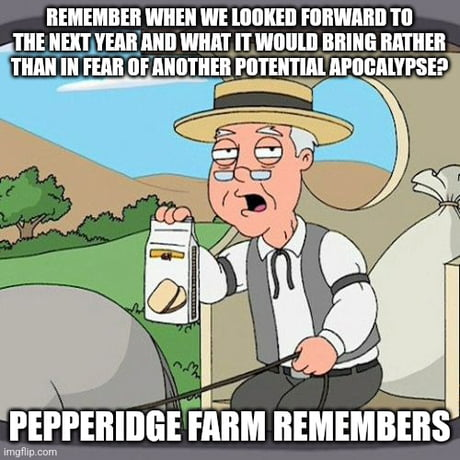 REMEMBER WHEN WE LOOKED FORWARD TO
THE NEXT YEAR AND WHAT IT WOULD BRING RATHER
THAN IN FEAR OF ANOTHER POTENTIAL APOCALYPSE?
PEPPERIDGE FARM REMEMBERS
imgflip.com